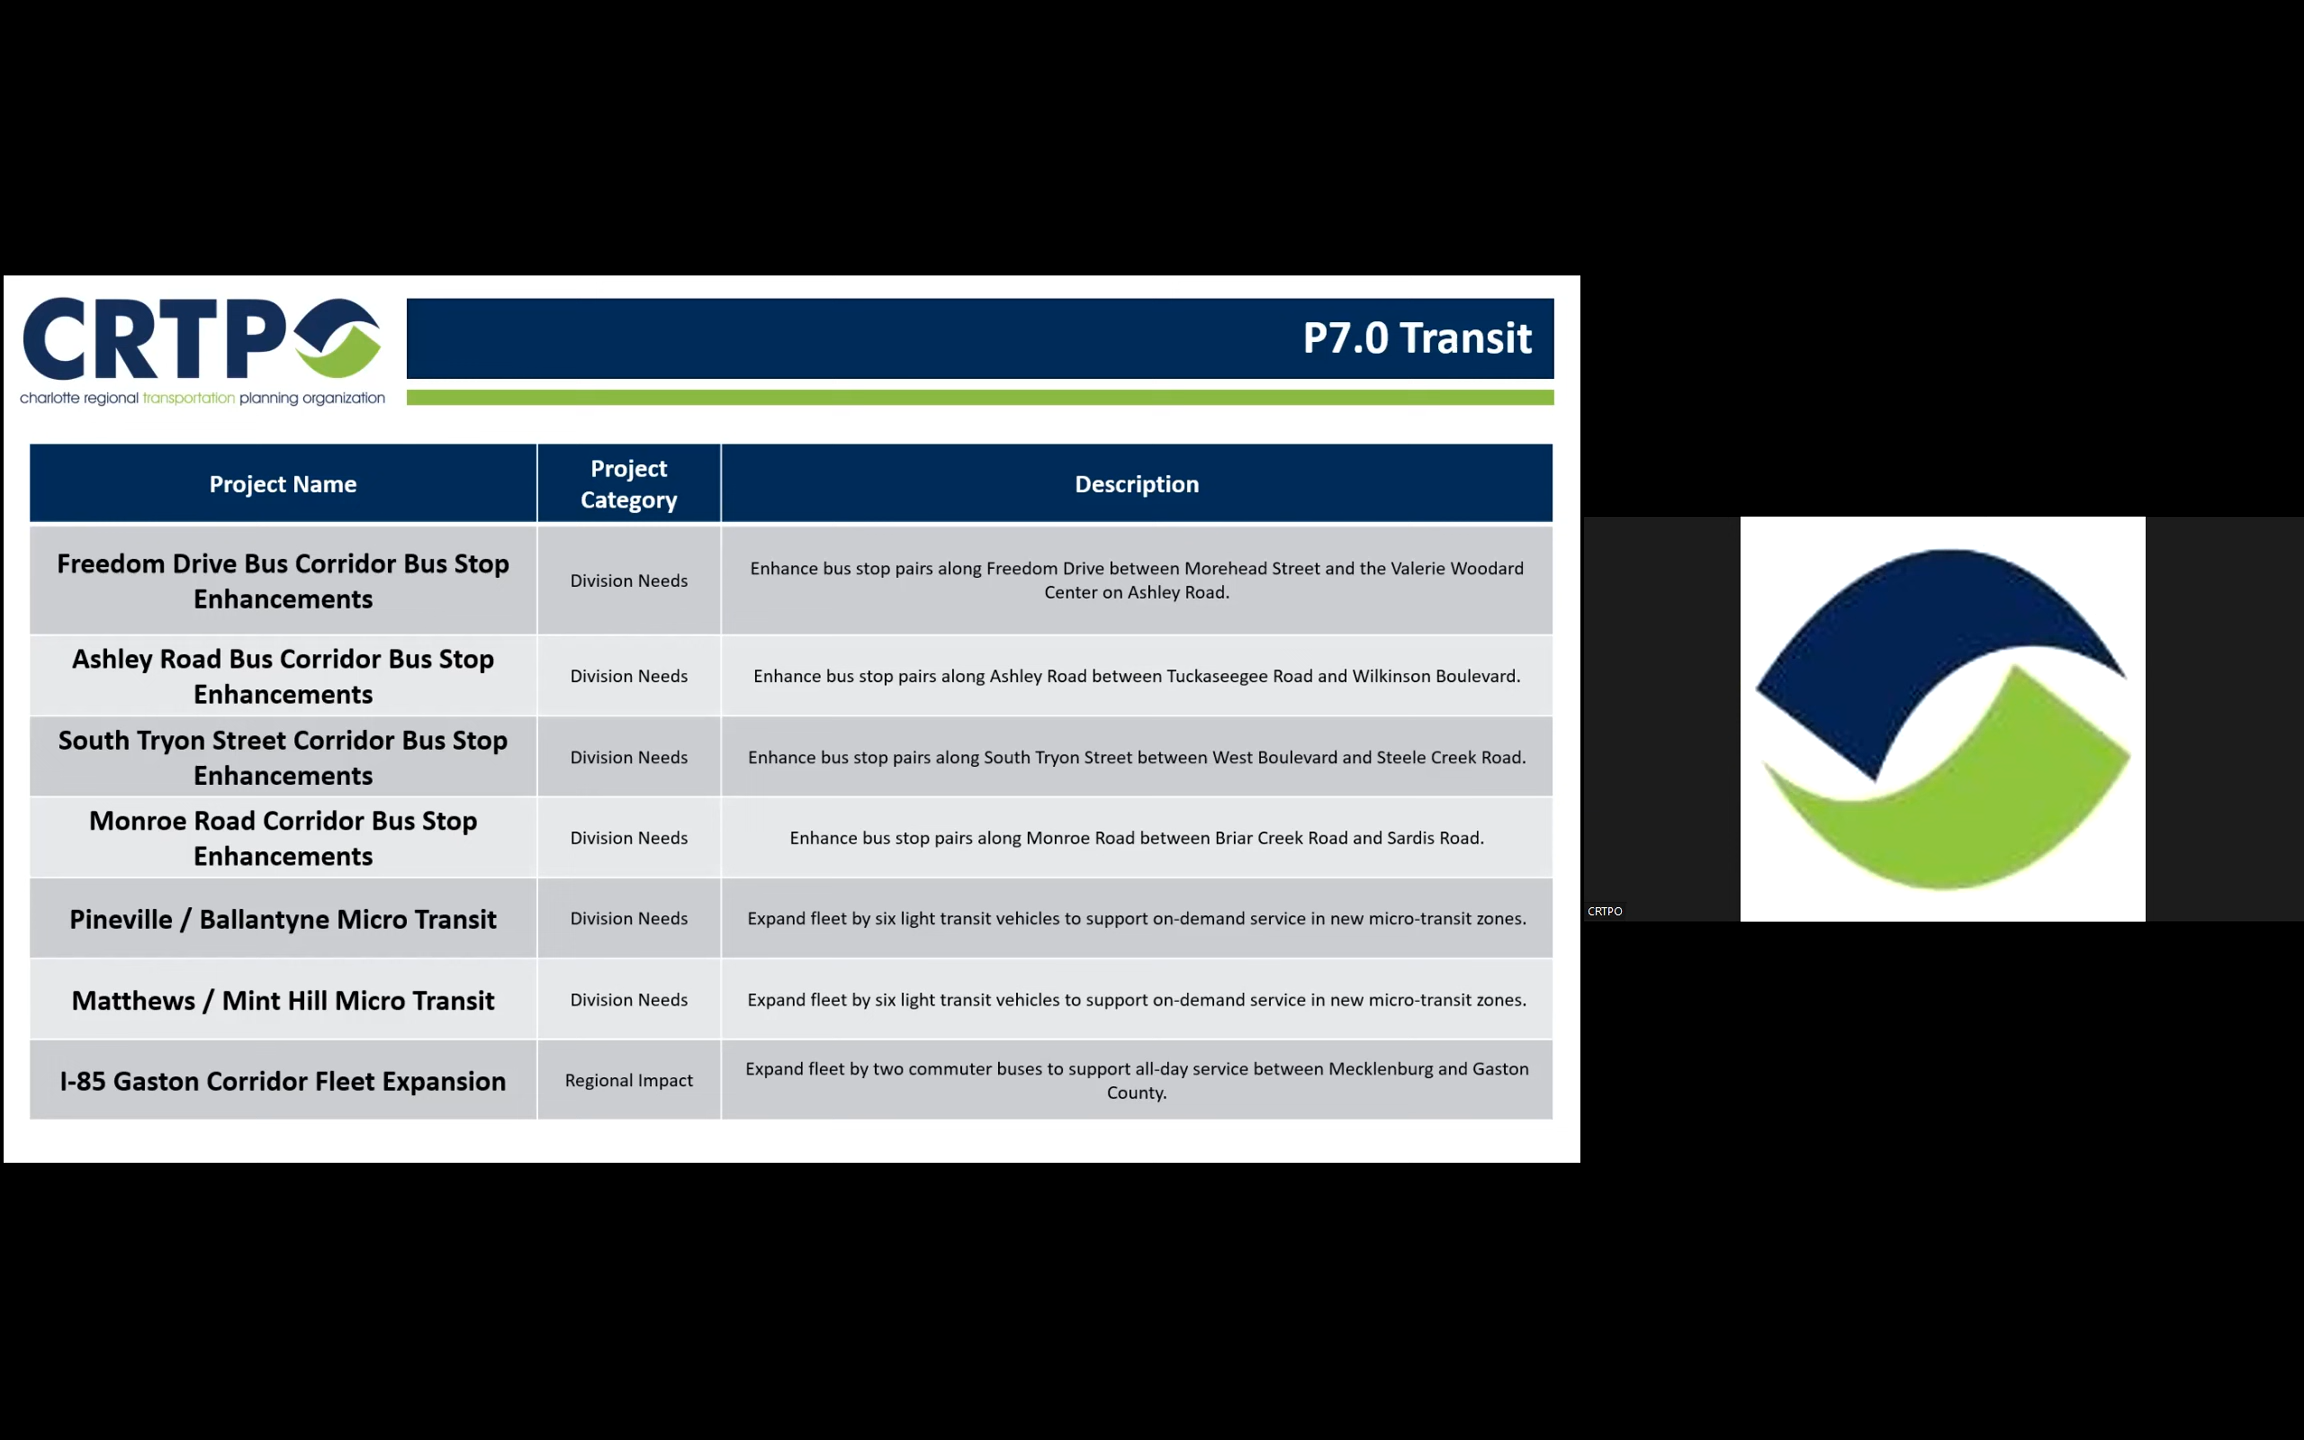 CRTPO
charlotte regional transportation planning organization
P7.0 Transit
Project Name
Project
Category
Description
Freedom Drive Bus Corridor Bus Stop
Enhancements
Division Needs
Enhance bus stop pairs along Freedom Drive between Morehead Street and the Valerie Woodard
Center on Ashley Road.
Ashley Road Bus Corridor Bus Stop
Enhancements
Division Needs
Enhance bus stop pairs along Ashley Road between Tuckaseegee Road and Wilkinson Boulevard.
South Tryon Street Corridor Bus Stop
Enhancements
Division Needs
Enhance bus stop pairs along South Tryon Street between West Boulevard and Steele Creek Road.
Monroe Road Corridor Bus Stop
Enhancements
Division Needs
Enhance bus stop pairs along Monroe Road between Briar Creek Road and Sardis Road.
Pineville / Ballantyne Micro Transit
Division Needs
Expand fleet by six light transit vehicles to support on-demand service in new micro-transit zones.
Matthews / Mint Hill Micro Transit
Division Needs
Expand fleet by six light transit vehicles to support on-demand service in new micro-transit zones.
I-85 Gaston Corridor Fleet Expansion
Regional Impact
Expand fleet by two commuter buses to support all-day service between Mecklenburg and Gaston
County.
CRTPO